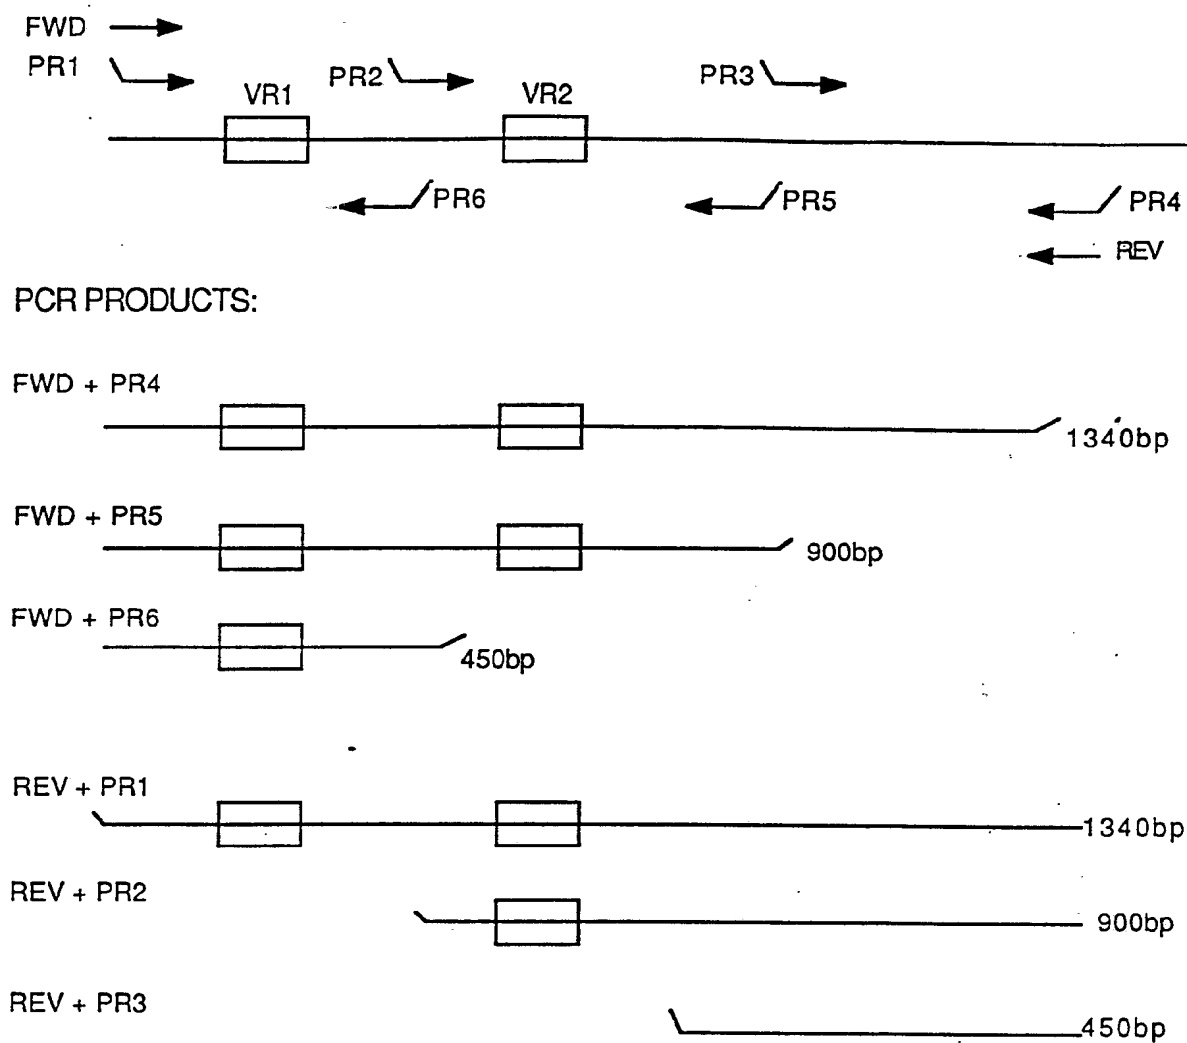 FWD
PR1
VR1
PR2
VR2
PR3
PR6
PR5
PR4
REV
PCR PRODUCTS:
FWD + PR4
1340bp
FWD + PR5
900bp
FWD + PR6
450bp
REV + PR1
1340bp
REV + PR2
900bp
REV + PR3
450bp